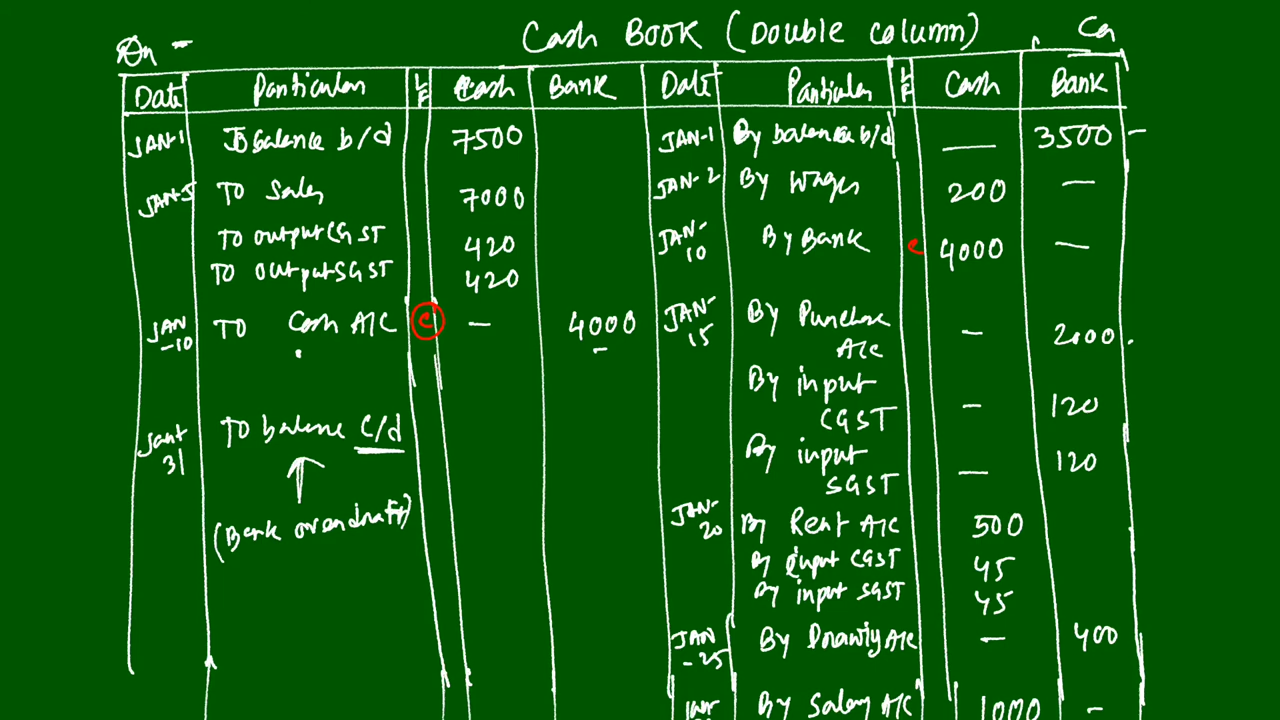 Dr Cash BOOK (Double column) Cr
Date Particular LF Cash Bank Date Particular LF Cash Bank
JAN-1 To balance b/d 7500 JAN-1 By balance b/d — 3500 —
JAN-5 TO Sales 7000 JAN-2 By Wages 200 —
TO output CGST 420 JAN-10 By Bank C 4000 —
TO OUtput SGST 420
JAN-10 TO Cash A/C C — 4000 JAN-15 By Purchase A/c — 2000
By input CGST — 120
Jan 31 TO balance C/d By input SGST — 120
(Bank overdraft) JAN-20 By Rent A/C 500
By input CGST 45
By input SGST 45
JAN-25 By Drawing A/C — 400
By Salary A/C 1000 —